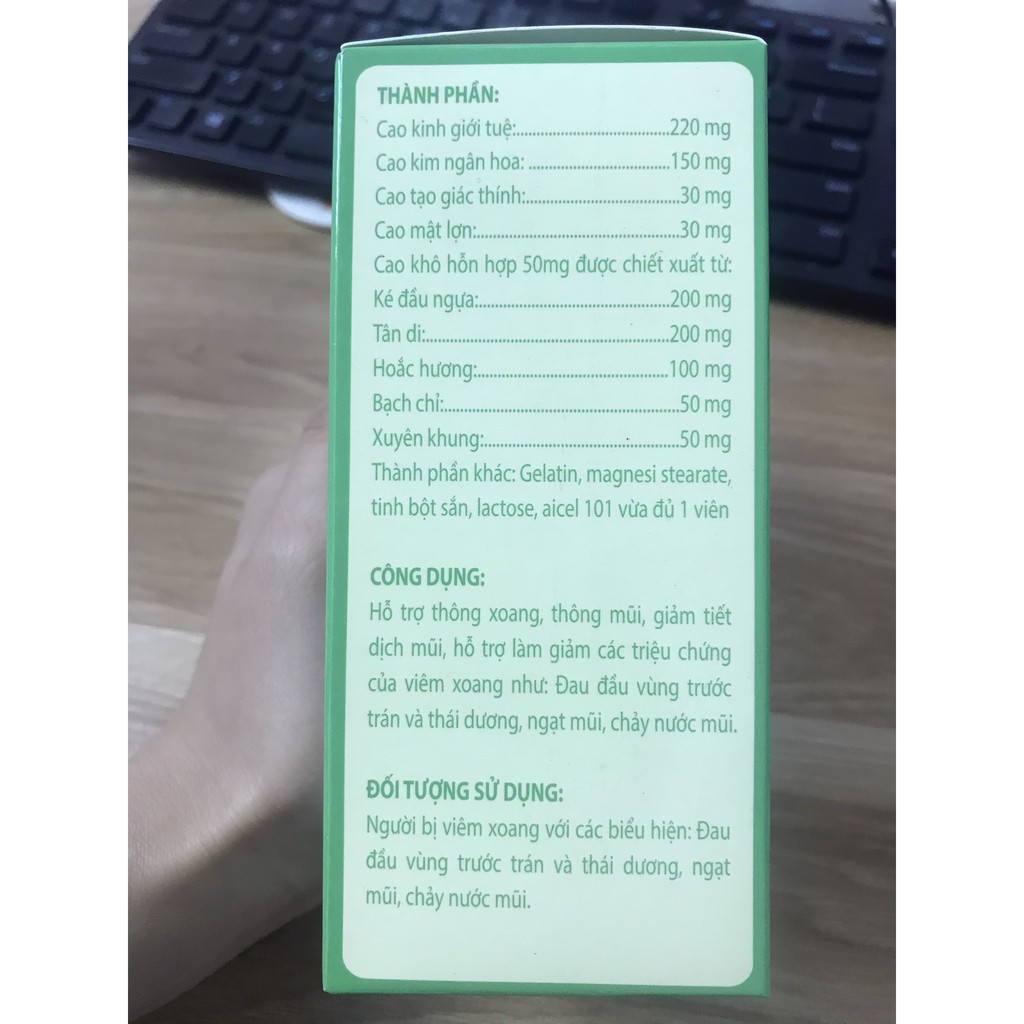 THÀNH PHẦN:
Cao kinh giới tuệ:........................................220 mg
Cao kim ngân hoa: ....................................150 mg
Cao tạo giác thính:........................................30 mg
Cao mật lợn:.....................................................30 mg
Cao khô hỗn hợp 50mg được chiết xuất từ:
Ké đầu ngựa:..................................................200 mg
Tân di:...............................................................200 mg
Hoắc hương:..................................................100 mg
Bạch chỉ:..............................................................50 mg
Xuyên khung:...................................................50 mg
Thành phần khác: Gelatin, magnesi stearate,
tinh bột sắn, lactose, aicel 101 vừa đủ 1 viên
CÔNG DỤNG:
Hỗ trợ thông xoang, thông mũi, giảm tiết
dịch mũi, hỗ trợ làm giảm các triệu chứng
của viêm xoang như: Đau đầu vùng trước
trán và thái dương, ngạt mũi, chảy nước mũi.
ĐỐI TƯỢNG SỬ DỤNG:
Người bị viêm xoang với các biểu hiện: Đau
đầu vùng trước trán và thái dương, ngạt
mũi, chảy nước mũi.